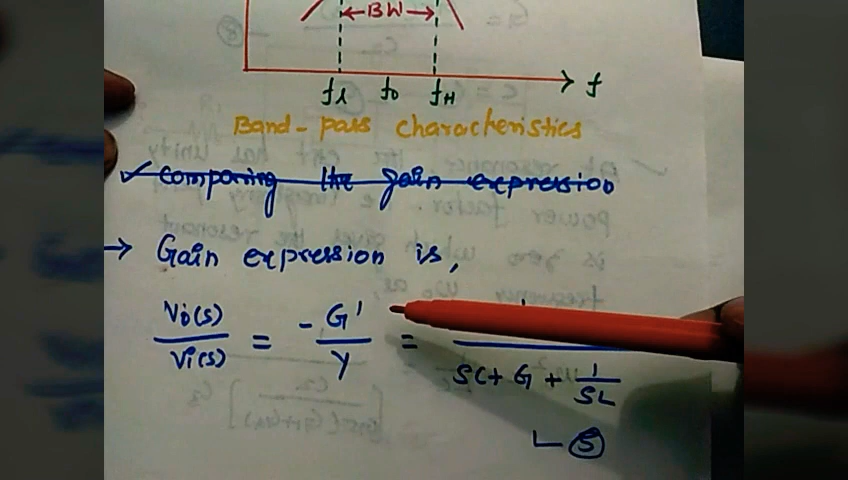 BW
fl fo fH f
Band-pass characteristics
✓ comparing the gain expression
→ Gain expression is,
Vo(s)/Vi(s) = - G'/Y = /(SC + G + 1/SL)
5